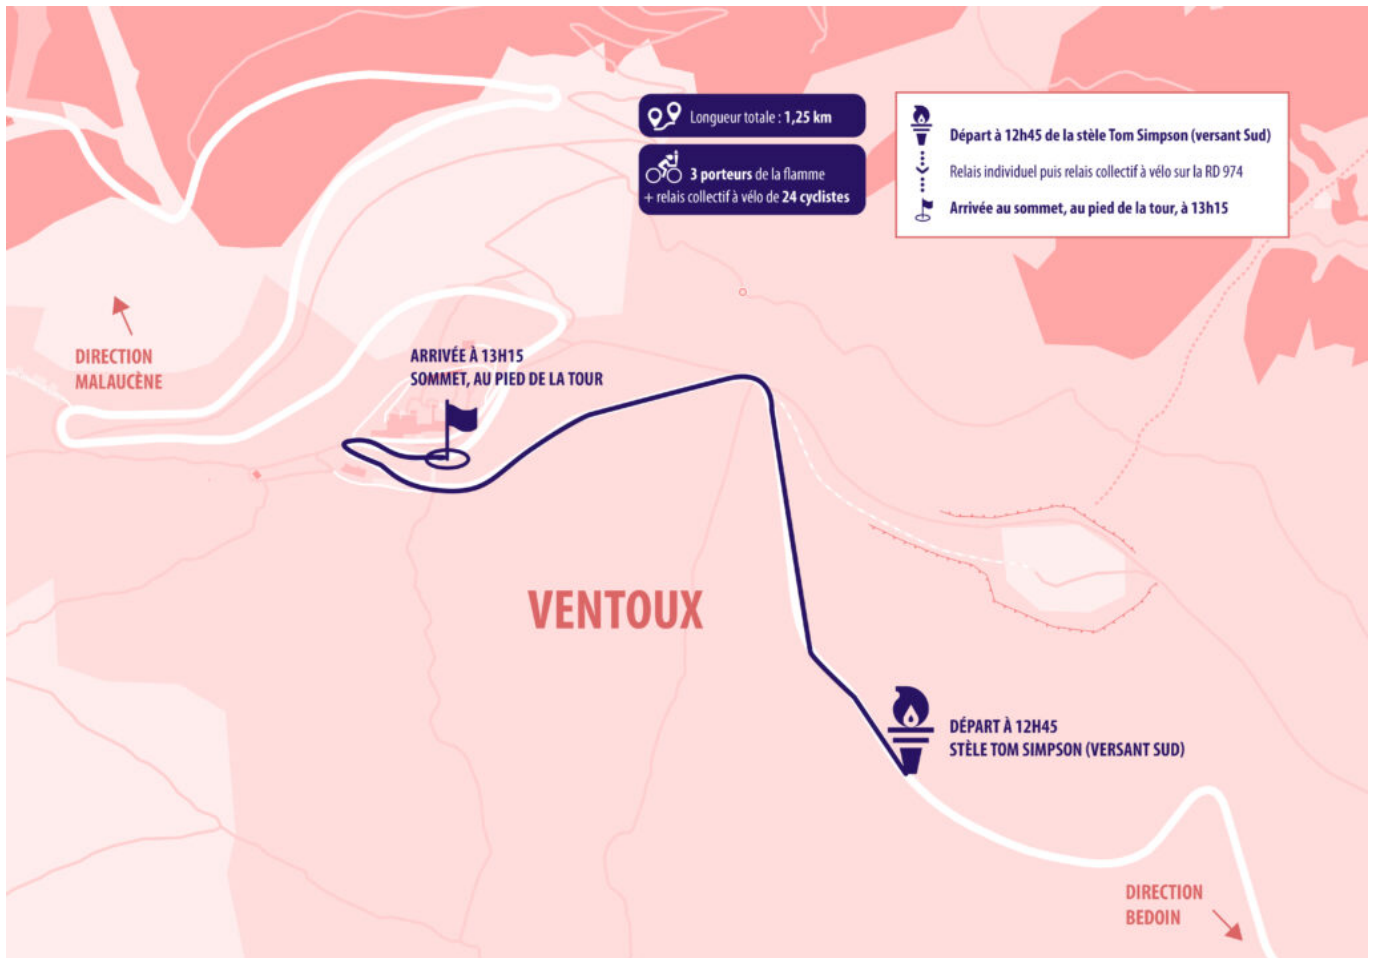 Longueur totale : 1,25 km
3 porteurs de la flamme
+ relais collectif à vélo de 24 cyclistes
Départ à 12h45 de la stèle Tom Simpson (versant Sud)
Relais individuel puis relais collectif à vélo sur la RD 974
Arrivée au sommet, au pied de la tour, à 13h15
DIRECTION
MALAUCÈNE
ARRIVÉE À 13H15
SOMMET, AU PIED DE LA TOUR
VENTOUX
DÉPART À 12H45
STÈLE TOM SIMPSON (VERSANT SUD)
DIRECTION
BEDOIN